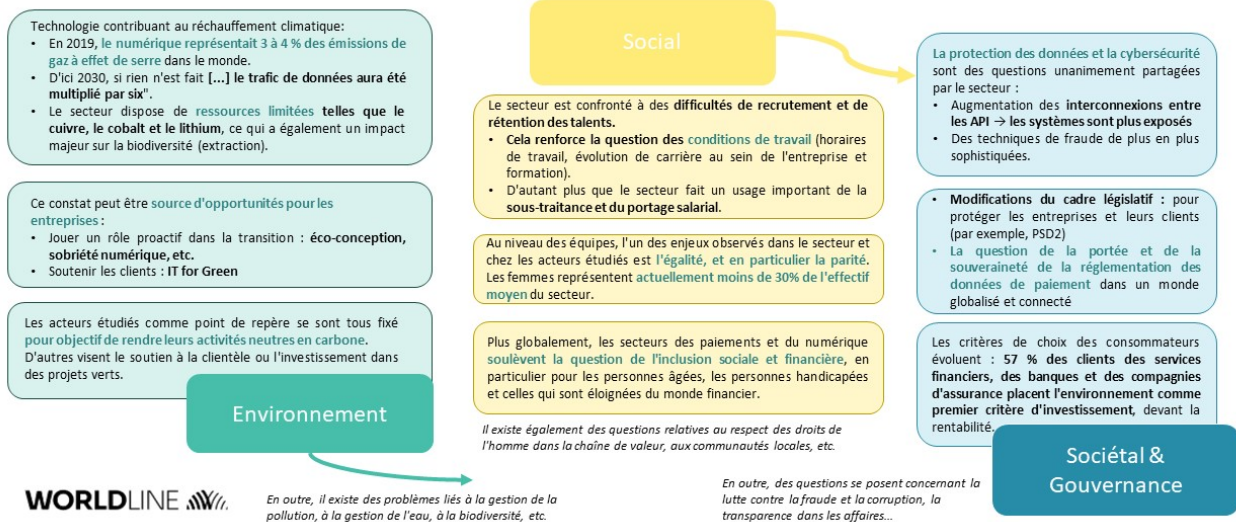 Technologie contribuant au réchauffement climatique:
• En 2019, le numérique représentait 3 à 4 % des émissions de
gaz à effet de serre dans le monde.
• D'ici 2030, si rien n'est fait [...] le trafic de données aura été
multiplié par six".
• Le secteur dispose de ressources limitées telles que le
cuivre, le cobalt et le lithium, ce qui a également un impact
majeur sur la biodiversité (extraction).
Ce constat peut être source d'opportunités pour les
entreprises :
• Jouer un rôle proactif dans la transition : éco-conception,
sobriété numérique, etc.
• Soutenir les clients : IT for Green
Les acteurs étudiés comme point de repère se sont tous fixé
pour objectif de rendre leurs activités neutres en carbone.
D'autres visent le soutien à la clientèle ou l'investissement dans
des projets verts.
Environnement
En outre, il existe des problèmes liés à la gestion de la
pollution, à la gestion de l'eau, à la biodiversité, etc.
WORLDLINE
Social
Le secteur est confronté à des difficultés de recrutement et de
rétention des talents.
• Cela renforce la question des conditions de travail (horaires
de travail, évolution de carrière au sein de l'entreprise et
formation).
• D'autant plus que le secteur fait un usage important de la
sous-traitance et du portage salarial.
Au niveau des équipes, l'un des enjeux observés dans le secteur et
chez les acteurs étudiés est l'égalité, et en particulier la parité.
Les femmes représentent actuellement moins de 30% de l'effectif
moyen du secteur.
Plus globalement, les secteurs des paiements et du numérique
soulèvent la question de l'inclusion sociale et financière, en
particulier pour les personnes âgées, les personnes handicapées
et celles qui sont éloignées du monde financier.
Il existe également des questions relatives au respect des droits de
l'homme dans la chaîne de valeur, aux communautés locales, etc.
La protection des données et la cybersécurité
sont des questions unanimement partagées
par le secteur :
• Augmentation des interconnexions entre
les API → les systèmes sont plus exposés
• Des techniques de fraude de plus en plus
sophistiquées.
• Modifications du cadre législatif : pour
protéger les entreprises et leurs clients
(par exemple, PSD2)
• La question de la portée et de la
souveraineté de la réglementation des
données de paiement dans un monde
globalisé et connecté
Les critères de choix des consommateurs
évoluent : 57 % des clients des services
financiers, des banques et des compagnies
d'assurance placent l'environnement comme
premier critère d'investissement, devant la
rentabilité.
Sociétal &
Gouvernance
En outre, des questions se posent concernant la
lutte contre la fraude et la corruption, la
transparence dans les affaires...